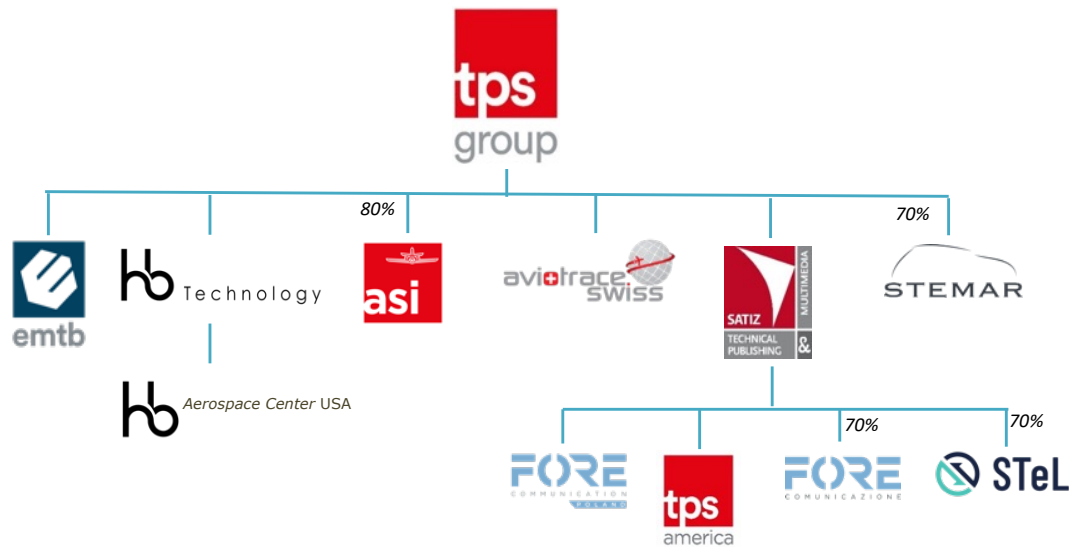 tps
group
80%
70%
emtb
hb Technology
asi
aviotrace
swiss
SATIZ
TECHNICAL
PUBLISHING
&
MULTIMEDIA
STEMAR
hb Aerospace Center USA
70%
70%
FORE
COMMUNICATION
POLAND
tps
america
FORE
COMUNICAZIONE
STeL